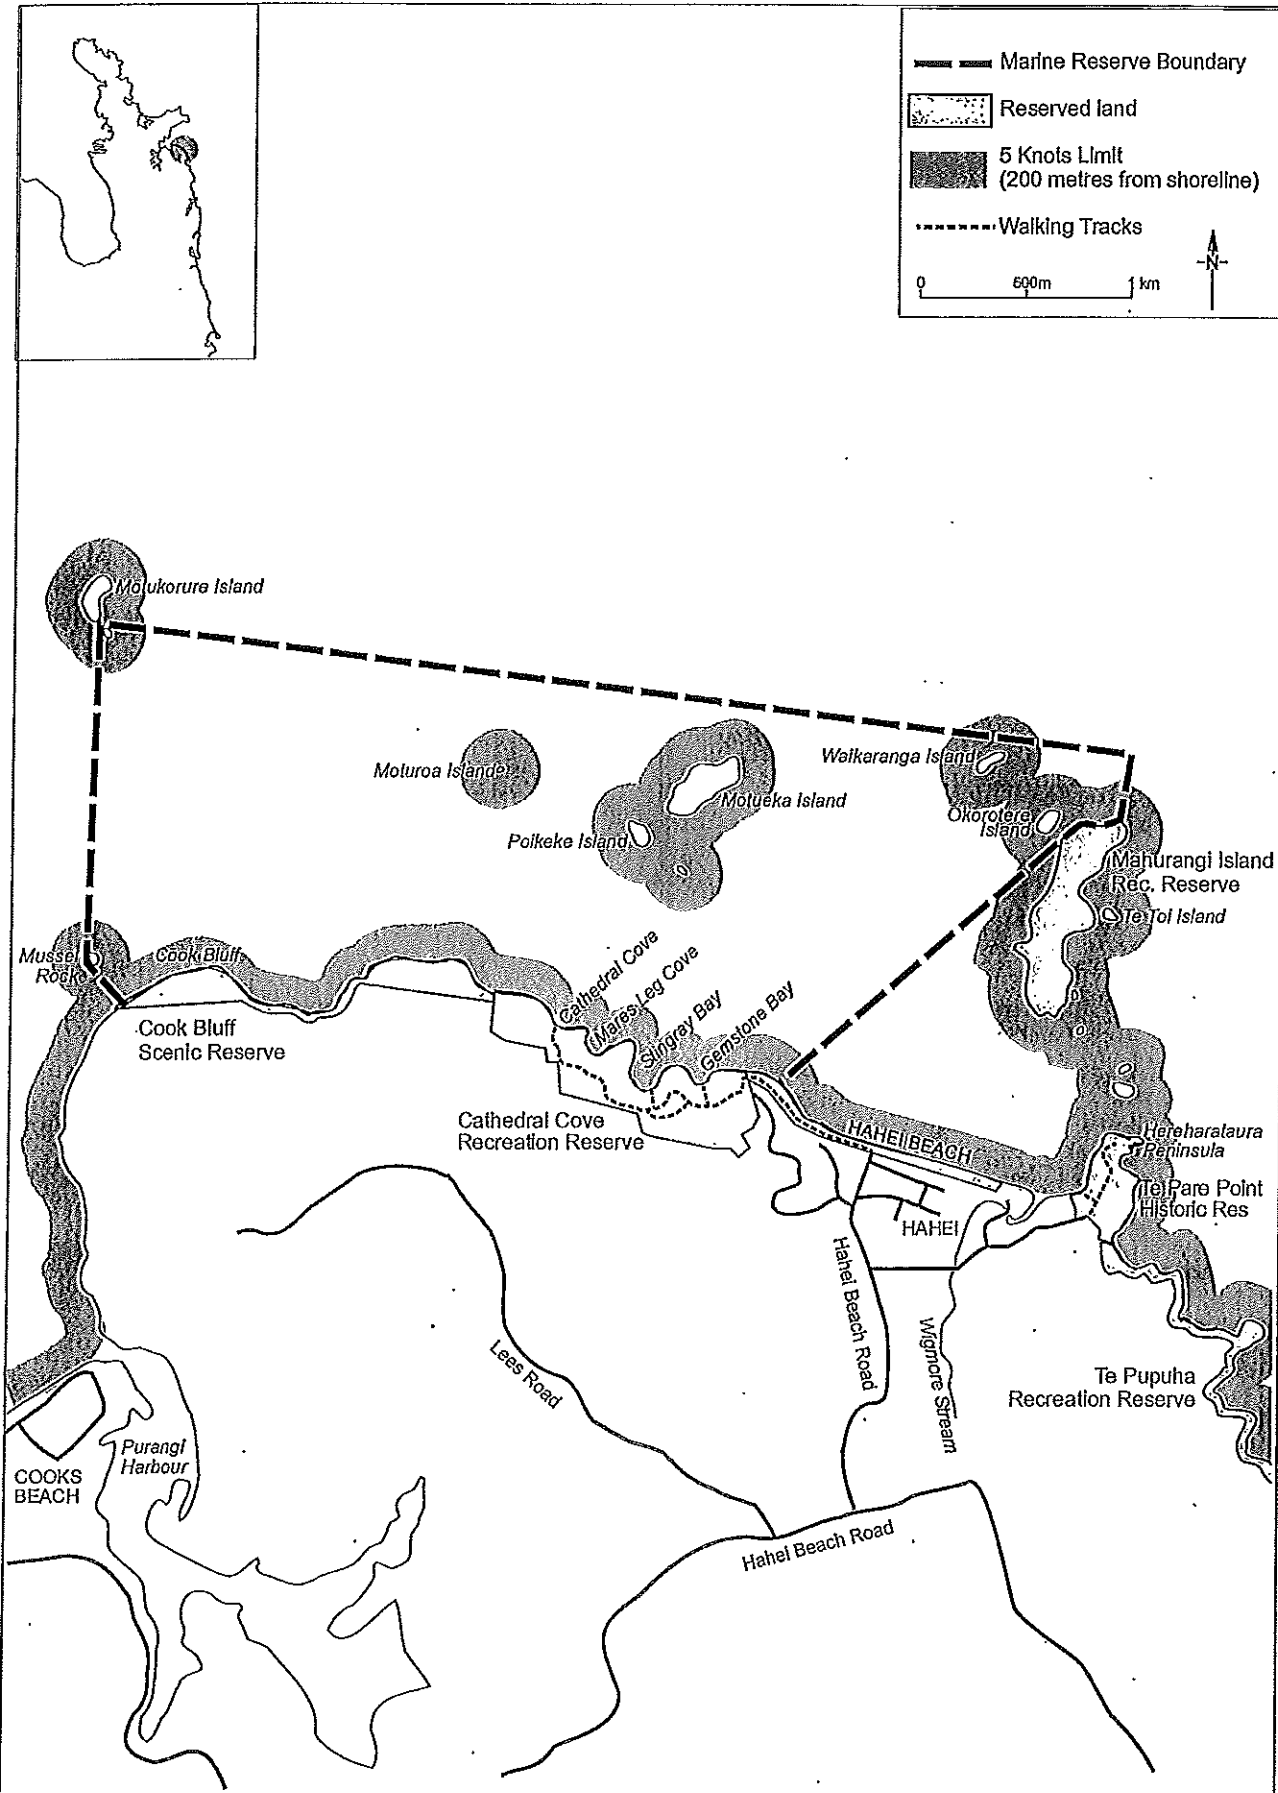 Marine Reserve Boundary
Reserved land
5 Knots Limit
(200 metres from shoreline)
Walking Tracks
N
0 500m 1 km
Motukorure Island
Moturoa Island
Motueka Island
Poikeke Island
Waikaranga Island
Okorotere
Island
Mahurangi Island
Rec. Reserve
Te Toi Island
Mussel
Rock
Cook Bluff
Cook Bluff
Scenic Reserve
Cathedral Cove
Mares Leg Cove
Stingray Bay
Gemstone Bay
Cathedral Cove
Recreation Reserve
HAHEI BEACH
Hereharataura
Peninsula
Te Pare Point
Historic Res
HAHEI
Hahei Beach Road
Wigmore Stream
Lees Road
Te Pupuha
Recreation Reserve
Purangi
Harbour
COOKS
BEACH
Hahei Beach Road